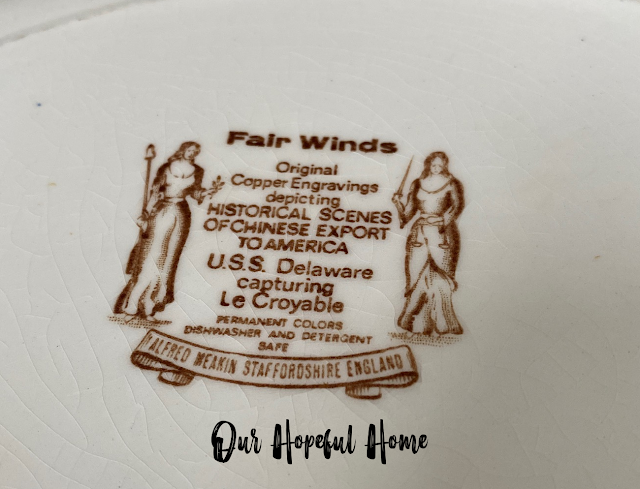 Fair Winds
Original
Copper Engravings
depicting
HISTORICAL SCENES
OF CHINESE EXPORT
TO AMERICA
U.S.S. Delaware
capturing
Le Croyable
PERMANENT COLORS
DISHWASHER AND DETERGENT
SAFE
ALFRED MEAKIN STAFFORDSHIRE ENGLAND
Our Hopeful Home